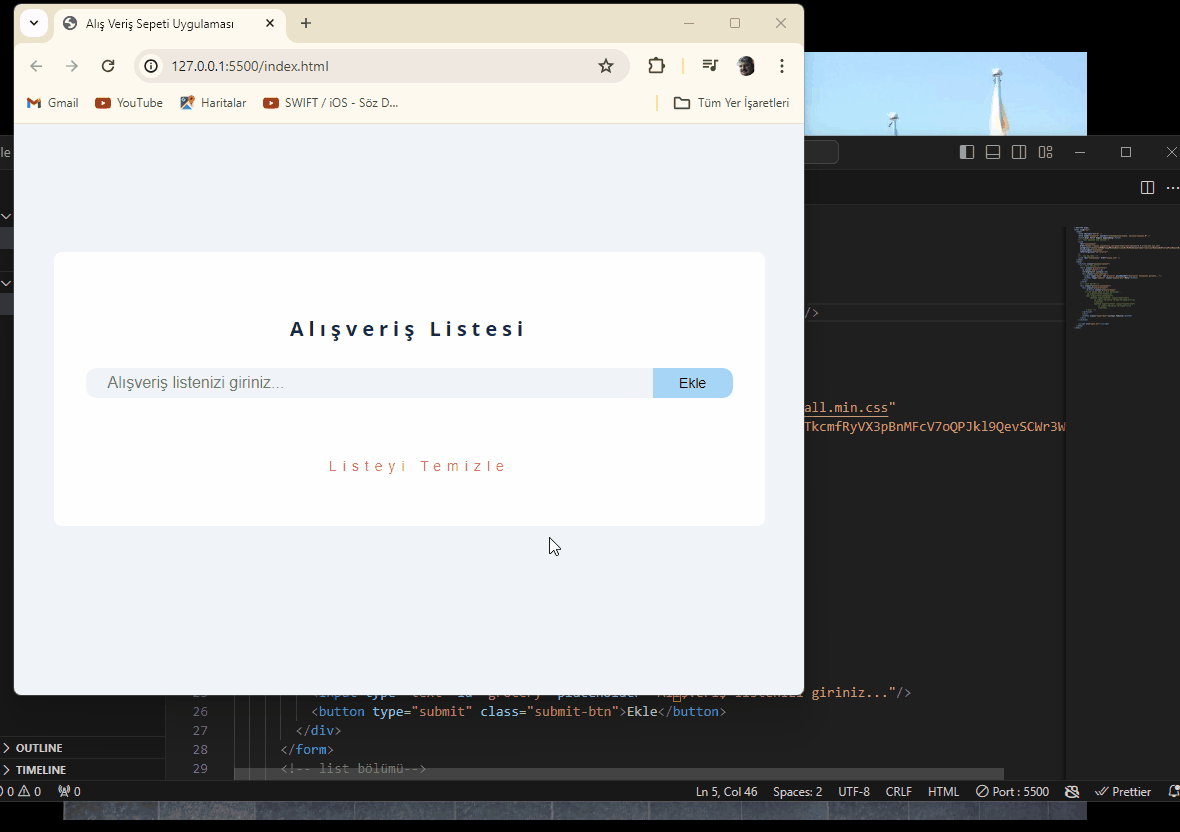 Alış Veriş Sepeti Uygulaması
127.0.0.1:5500/index.html
Gmail
YouTube
Haritalar
SWIFT / iOS - Söz D...
Tüm Yer İşaretleri
le
Alışveriş Listesi
Alışveriş listenizi giriniz...
Ekle
Listeyi Temizle
/>
all.min.css"
TkcmfRyVX3pBnMFcV7oQPJkl9QevSCWr3W
giriniz..."/>
26 <button type="submit" class="submit-btn">Ekle</button>
27 </div>
28 </form>
29 <!-- list bölümü-->
OUTLINE
TIMELINE
0 0 0
Ln 5, Col 46 Spaces: 2 UTF-8 CRLF HTML Port : 5500 Prettier